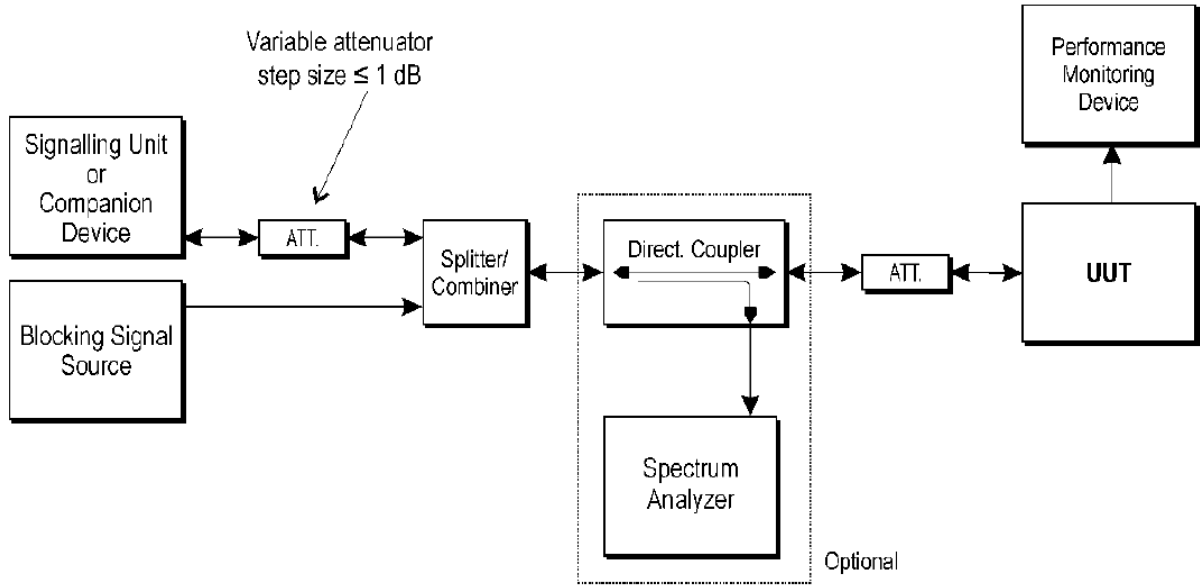 Variable attenuator
step size ≤ 1 dB
Performance
Monitoring
Device
Signalling Unit
or
Companion
Device
ATT.
Splitter/
Combiner
Direct. Coupler
ATT.
UUT
Blocking Signal
Source
Spectrum
Analyzer
Optional